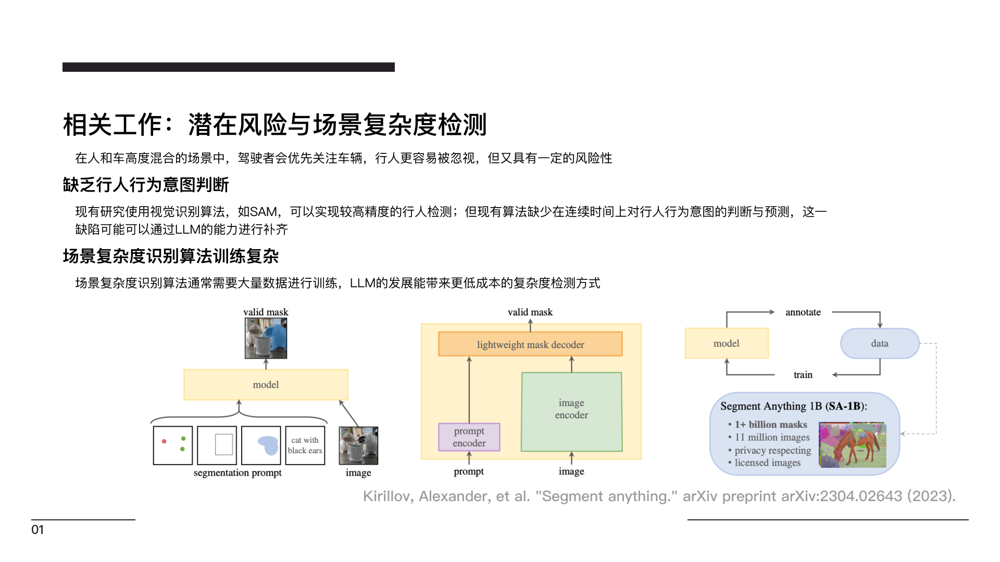 相关工作：潜在风险与场景复杂度检测
在人和车高度混合的场景中，驾驶者会优先关注车辆，行人更容易被忽视，但又具有一定的风险性
缺乏行人行为意图判断
现有研究使用视觉识别算法，如SAM，可以实现较高精度的行人检测；但现有算法缺少在连续时间上对行人行为意图的判断与预测，这一
缺陷可能可以通过LLM的能力进行补齐
场景复杂度识别算法训练复杂
场景复杂度识别算法通常需要大量数据进行训练，LLM的发展能带来更低成本的复杂度检测方式
valid mask
model
cat with
black ears
segmentation prompt
image
valid mask
lightweight mask decoder
image
encoder
prompt
encoder
prompt
image
annotate
model
data
train
Segment Anything 1B (SA-1B):
• 1+ billion masks
• 11 million images
• privacy respecting
• licensed images
Kirillov, Alexander, et al. "Segment anything." arXiv preprint arXiv:2304.02643 (2023).
01